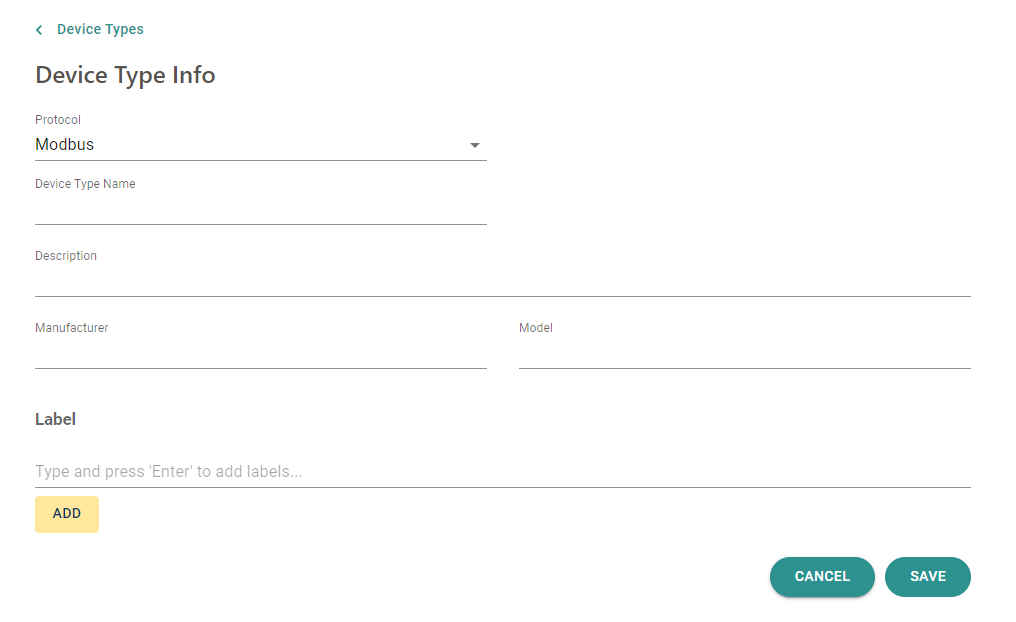 Device Types
Device Type Info
Protocol
Modbus
Device Type Name
Description
Manufacturer
Model
Label
Type and press 'Enter' to add labels...
ADD
CANCEL
SAVE